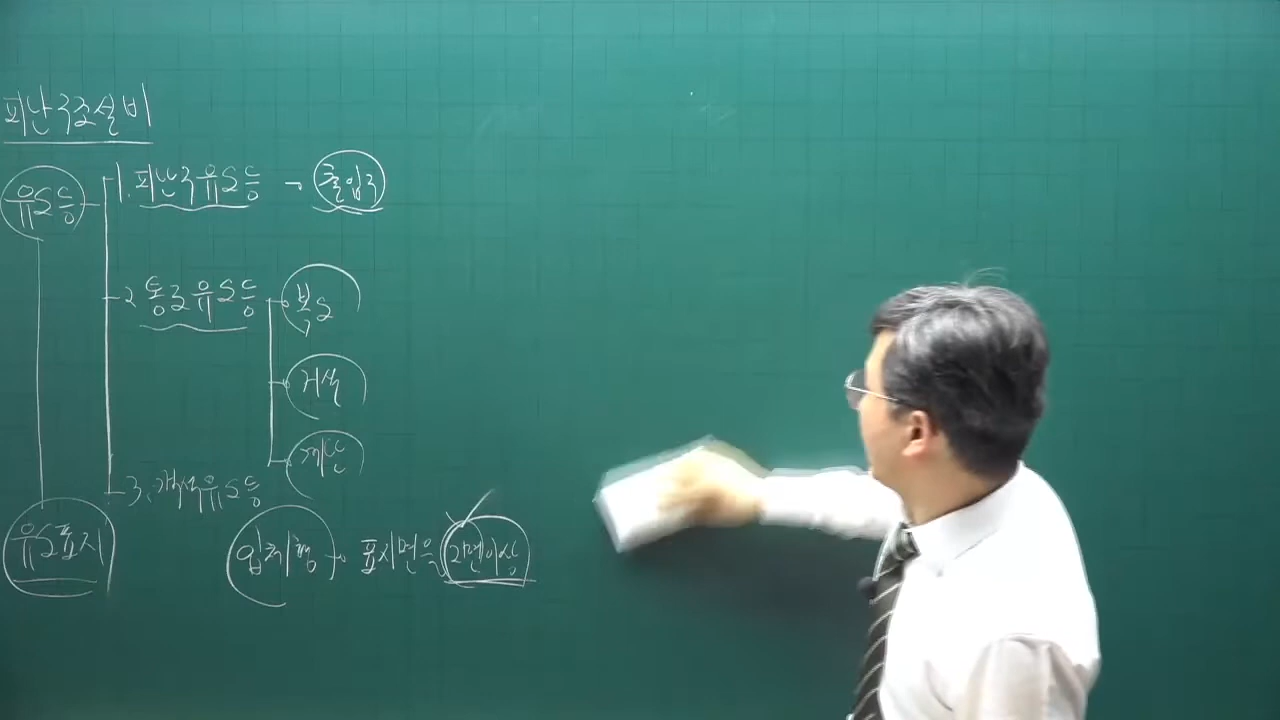 피난구조설비
유도등
1. 피난구유도등 → 출입구
2. 통로유도등
복도
거실
계단
3. 객석유도등
유도표지
입체형 → 표지면을 2면이상